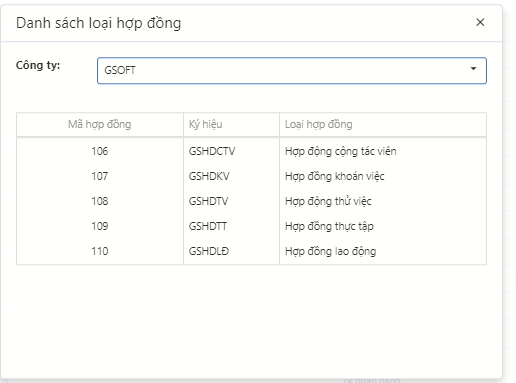 Danh sách loại hợp đồng ×
Công ty: GSOFT
Mã hợp đồng Ký hiệu Loại hợp đồng
106 GSHDCTV Hợp động cộng tác viên
107 GSHDKV Hợp đồng khoán việc
108 GSHDTV Hợp động thử việc
109 GSHDTT Hợp đồng thực tập
110 GSHDLĐ Hợp đồng lao động